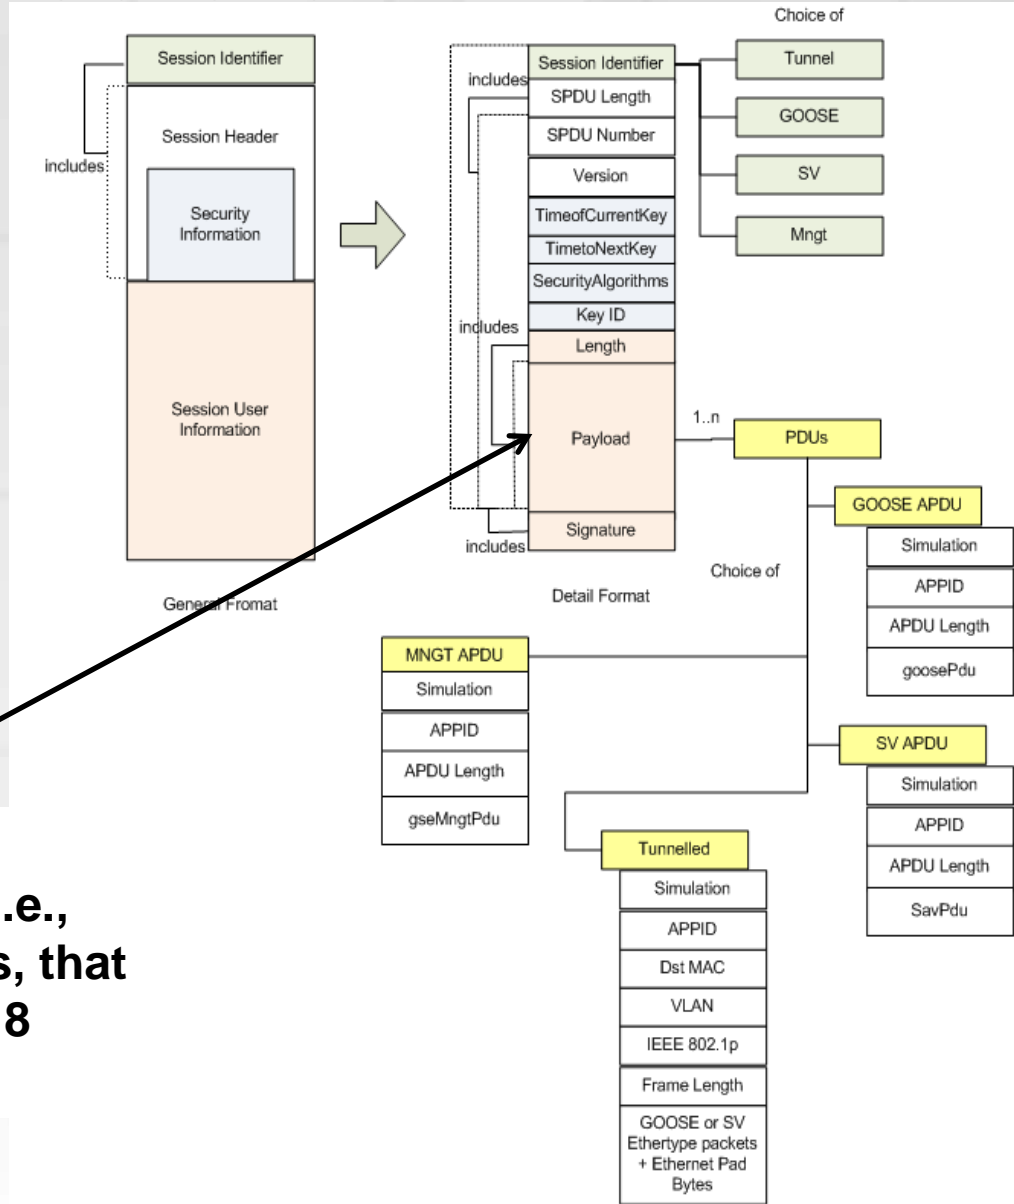 Session Identifier
Session Header
includes
Security
Information
Session User
Information
General Fromat
includes
Session Identifier
SPDU Length
SPDU Number
Version
TimeofCurrentKey
TimetoNextKey
SecurityAlgorithms
Key ID
includes
Length
Payload
Signature
includes
Detail Format
Choice of
Tunnel
GOOSE
SV
Mngt
1..n
PDUs
Choice of
GOOSE APDU
Simulation
APPID
APDU Length
goosePdu
MNGT APDU
Simulation
APPID
APDU Length
gseMngtPdu
SV APDU
Simulation
APPID
APDU Length
SavPdu
Tunnelled
Simulation
APPID
Dst MAC
VLAN
IEEE 802.1p
Frame Length
GOOSE or SV
Ethertype packets
+ Ethernet Pad
Bytes
.e.,
s, that
8